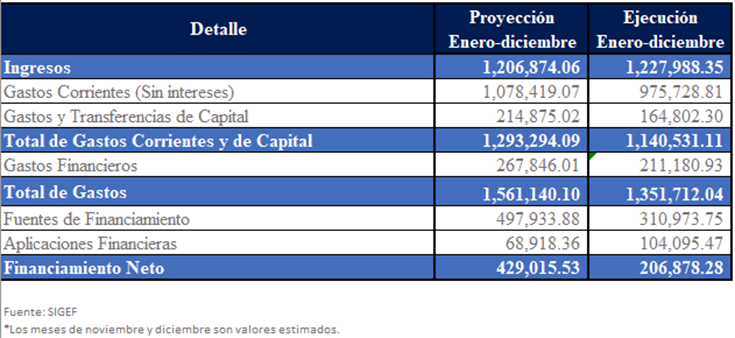 Detalle Proyección Enero-diciembre Ejecución Enero-diciembre
Ingresos 1,206,874.06 1,227,988.35
Gastos Corrientes (Sin intereses) 1,078,419.07 975,728.81
Gastos y Transferencias de Capital 214,875.02 164,802.30
Total de Gastos Corrientes y de Capital 1,293,294.09 1,140,531.11
Gastos Financieros 267,846.01 211,180.93
Total de Gastos 1,561,140.10 1,351,712.04
Fuentes de Financiamiento 497,933.88 310,973.75
Aplicaciones Financieras 68,918.36 104,095.47
Financiamiento Neto 429,015.53 206,878.28
Fuente: SIGEF
*Los meses de noviembre y diciembre son valores estimados.